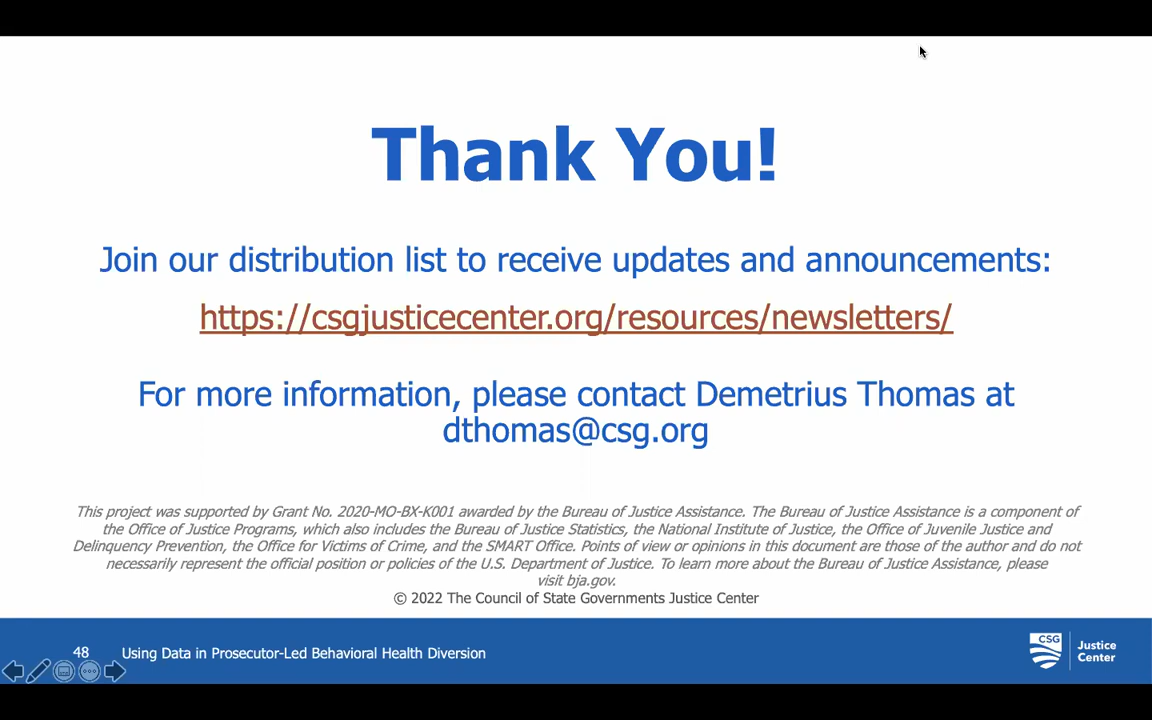 Thank You!
Join our distribution list to receive updates and announcements:
https://csgjusticecenter.org/resources/newsletters/
For more information, please contact Demetrius Thomas at
dthomas@csg.org
This project was supported by Grant No. 2020-MO-BX-K001 awarded by the Bureau of Justice Assistance. The Bureau of Justice Assistance is a component of
the Office of Justice Programs, which also includes the Bureau of Justice Statistics, the National Institute of Justice, the Office of Juvenile Justice and
Delinquency Prevention, the Office for Victims of Crime, and the SMART Office. Points of view or opinions in this document are those of the author and do not
necessarily represent the official position or policies of the U.S. Department of Justice. To learn more about the Bureau of Justice Assistance, please
visit bja.gov.
© 2022 The Council of State Governments Justice Center
48 Using Data in Prosecutor-Led Behavioral Health Diversion
CSG Justice
Center